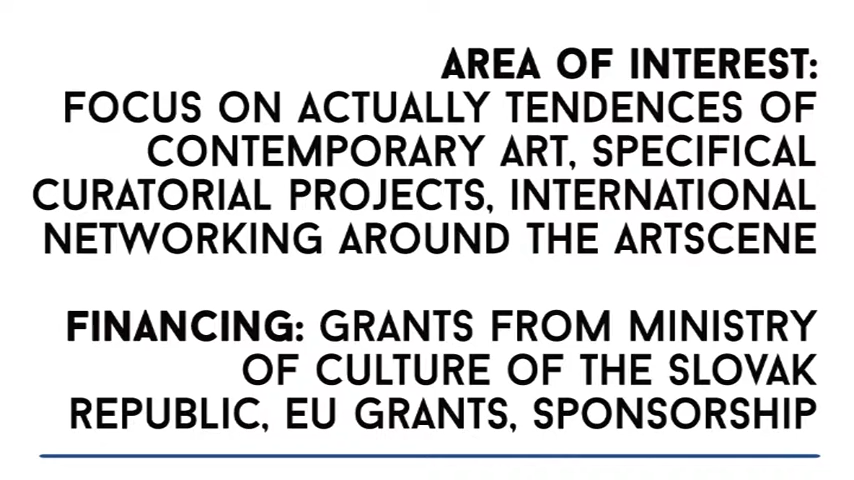 AREA OF INTEREST:
FOCUS ON ACTUALLY TENDENCES OF
CONTEMPORARY ART, SPECIFICAL
CURATORIAL PROJECTS, INTERNATIONAL
NETWORKING AROUND THE ARTSCENE
FINANCING: GRANTS FROM MINISTRY
OF CULTURE OF THE SLOVAK
REPUBLIC, EU GRANTS, SPONSORSHIP